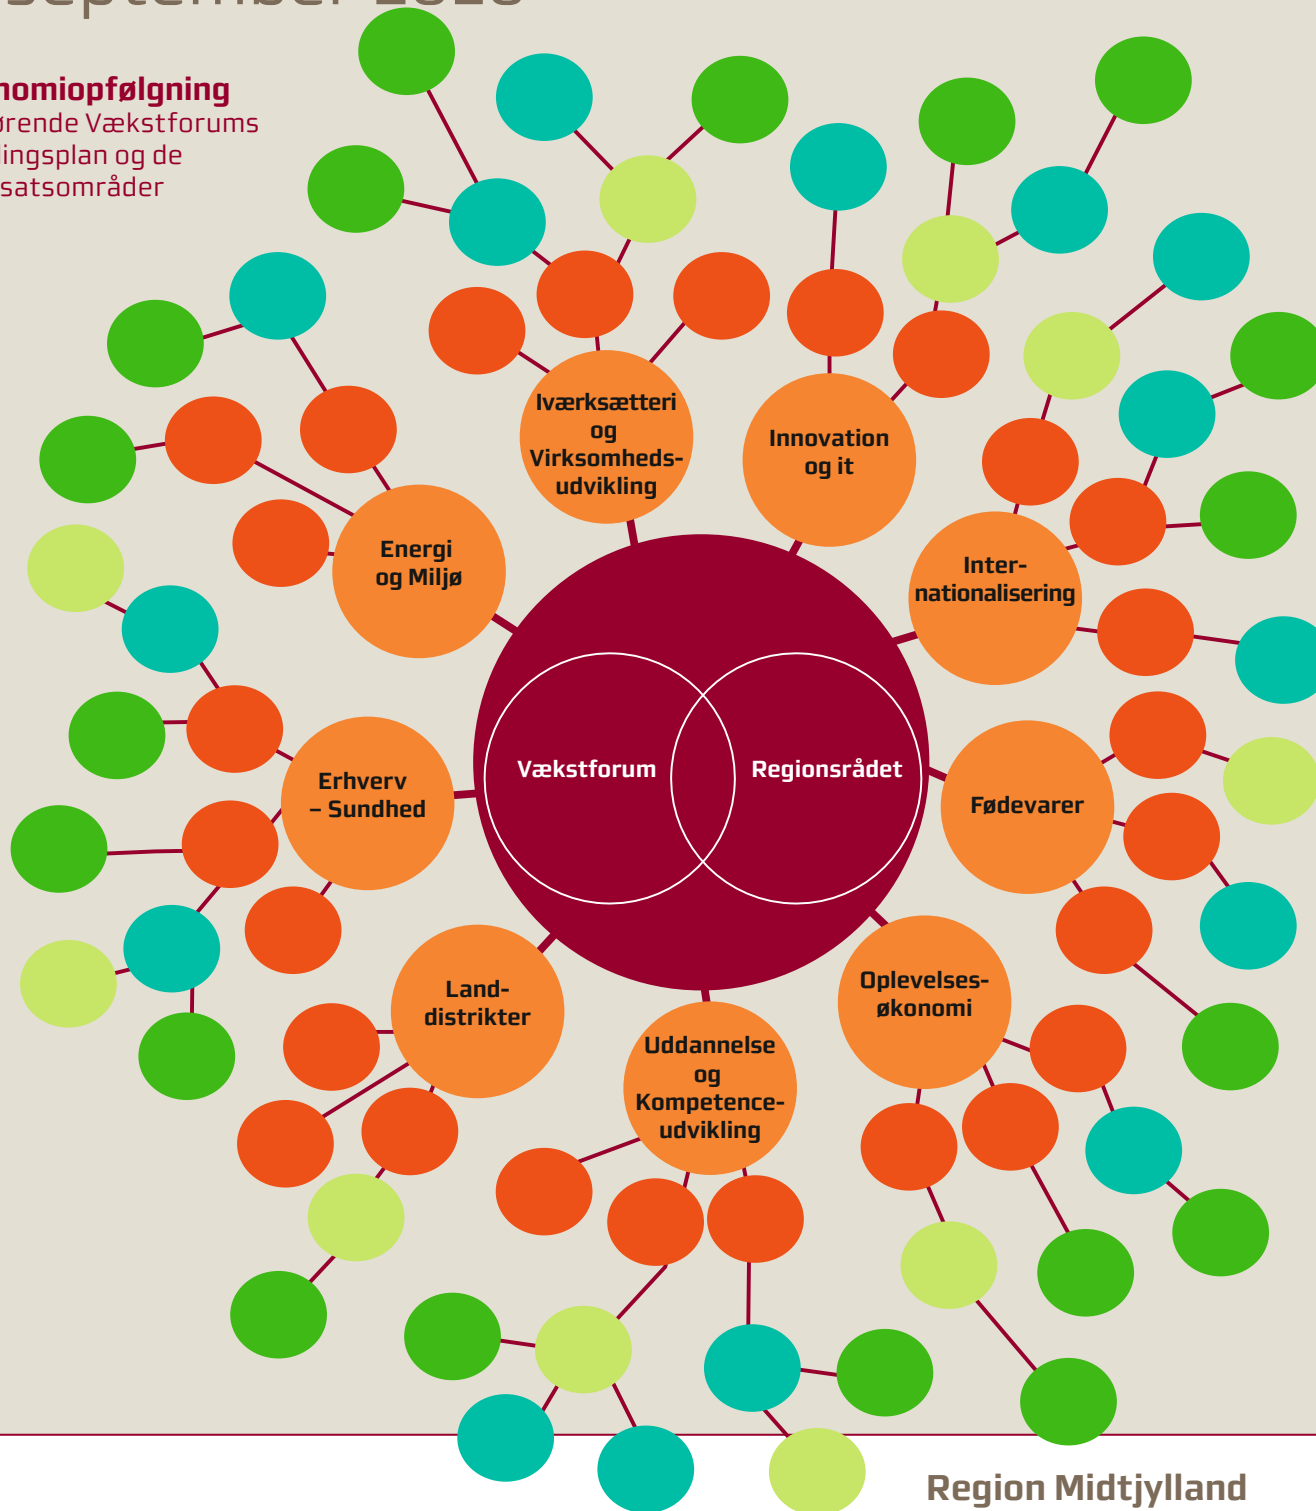 nomiopfølgning
ørende Vækstforums
lingsplan og de
satsområder
Iværksætteri
og
Virksomheds-
udvikling
Innovation
og it
Energi
og Miljø
Inter-
nationalisering
Vækstforum
Regionsrådet
Erhverv
– Sundhed
Fødevarer
Land-
distrikter
Oplevelses-
økonomi
Uddannelse
og
Kompetence-
udvikling
Region Midtjylland